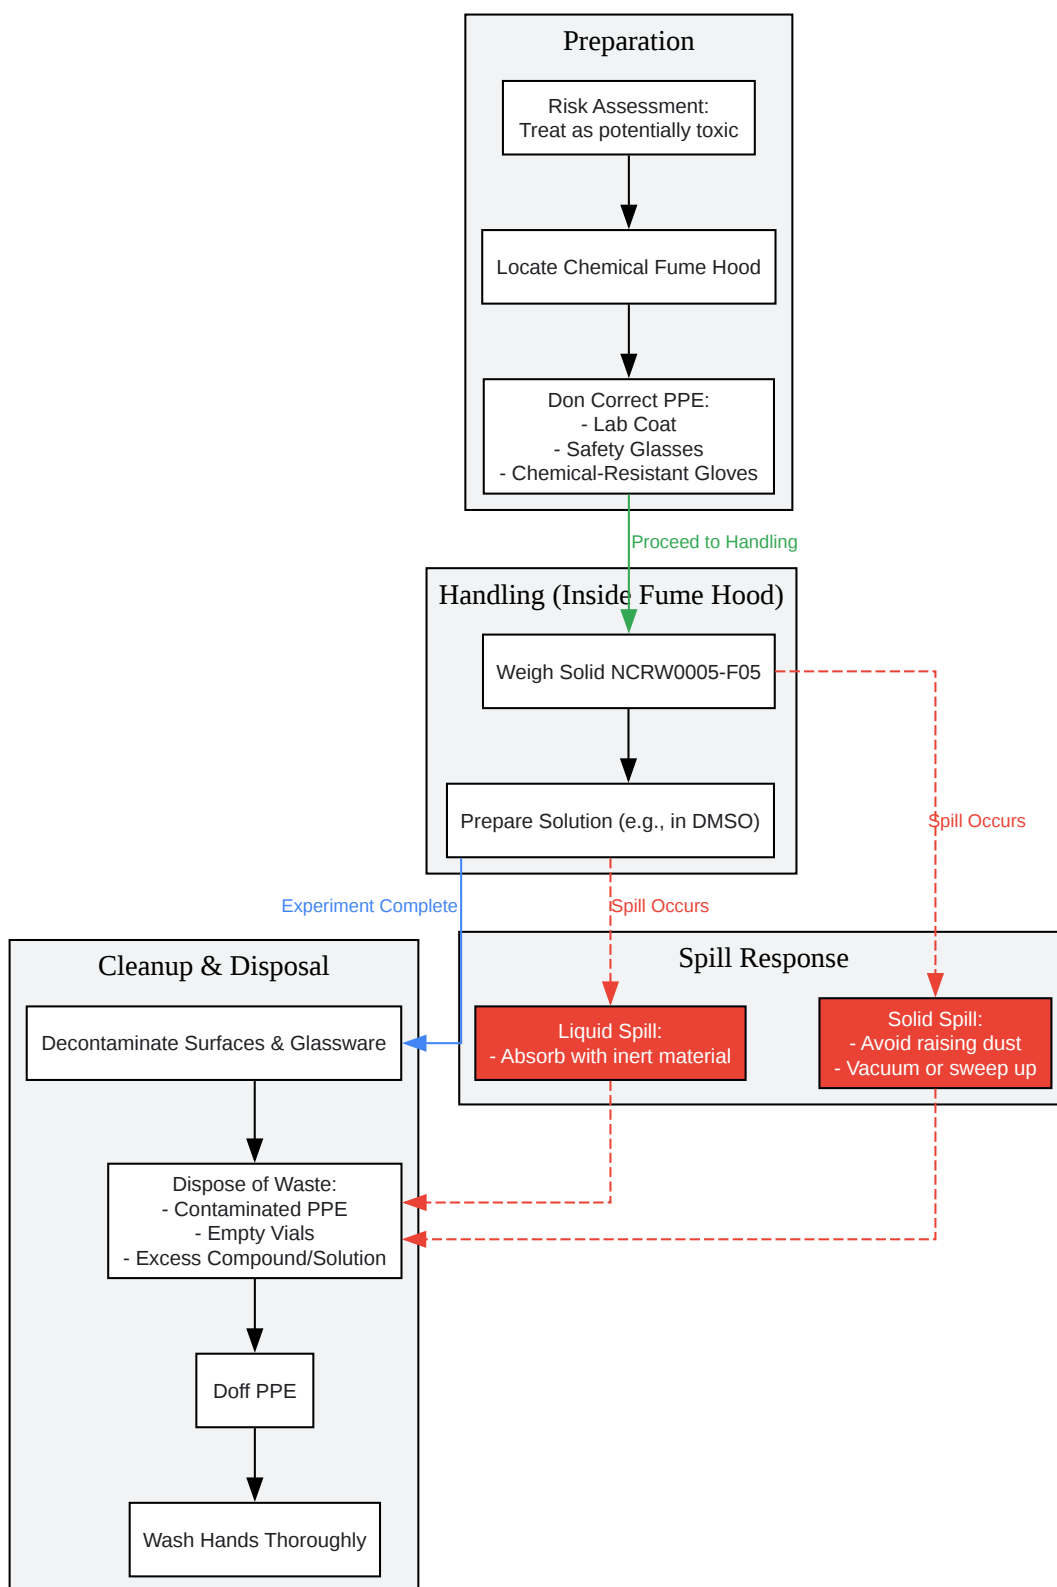 Preparation
Risk Assessment:
Treat as potentially toxic
Locate Chemical Fume Hood
Don Correct PPE:
- Lab Coat
- Safety Glasses
- Chemical-Resistant Gloves
Proceed to Handling
Handling (Inside Fume Hood)
Weigh Solid NCRW0005-F05
Prepare Solution (e.g., in DMSO)
Spill Occurs
Experiment Complete
Spill Occurs
Cleanup & Disposal
Spill Response
Decontaminate Surfaces & Glassware
Liquid Spill:
- Absorb with inert material
Solid Spill:
- Avoid raising dust
- Vacuum or sweep up
Dispose of Waste:
- Contaminated PPE
- Empty Vials
- Excess Compound/Solution
Doff PPE
Wash Hands Thoroughly